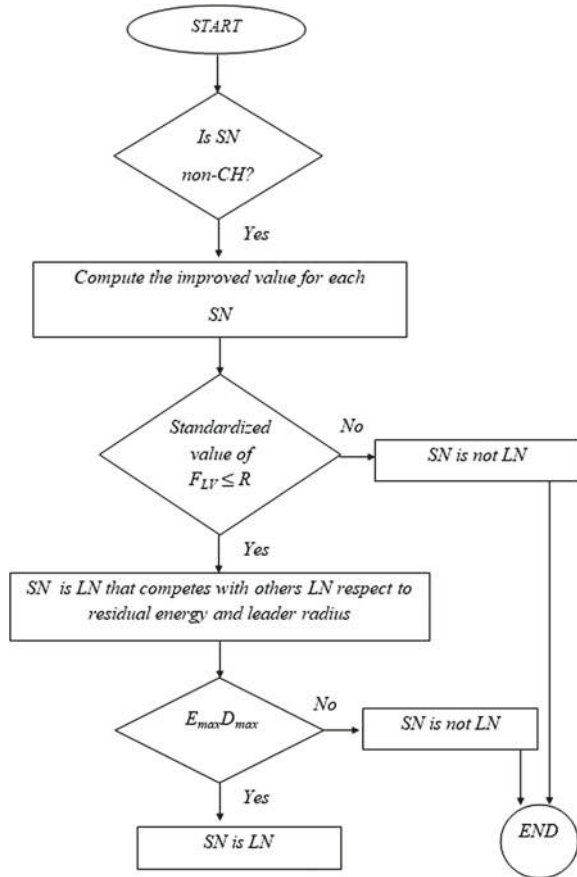 START
Is SN
non-CH?
Yes
Compute the improved value for each
SN
Standardized
value of
F_LV ≤ R
No
SN is not LN
Yes
SN is LN that competes with others LN respect to
residual energy and leader radius
E_maxD_max
No
SN is not LN
Yes
SN is LN
END